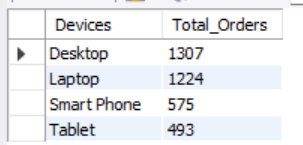 Devices Total_Orders
Desktop 1307
Laptop 1224
Smart Phone 575
Tablet 493